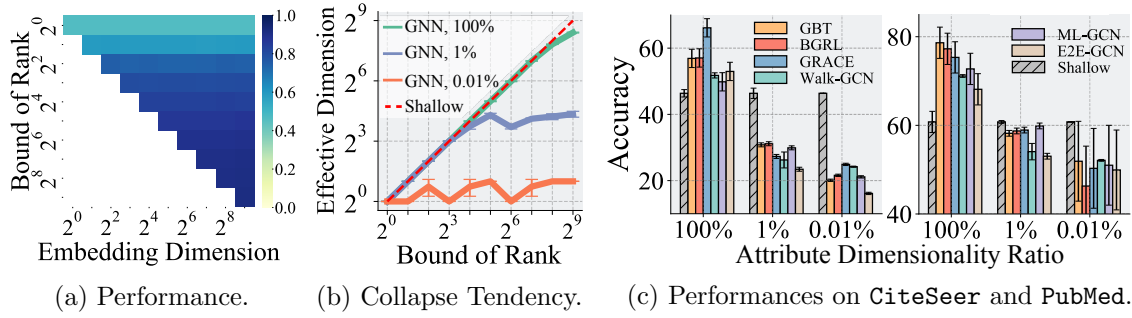 Bound of Rank
2^0
2^2
2^4
2^6
2^8
2^0 2^2 2^4 2^6 2^8
Embedding Dimension
1.0
0.8
0.6
0.4
0.2
0.0
(a) Performance.
Effective Dimension
2^9
2^6
2^3
2^0
GNN, 100%
GNN, 1%
GNN, 0.01%
Shallow
2^0 2^3 2^6 2^9
Bound of Rank
(b) Collapse Tendency.
Accuracy
60
40
20
GBT
BGRL
GRACE
Walk-GCN
100% 1% 0.01%
80
60
40
ML-GCN
E2E-GCN
Shallow
100% 1% 0.01%
Attribute Dimensionality Ratio
(c) Performances on CiteSeer and PubMed.